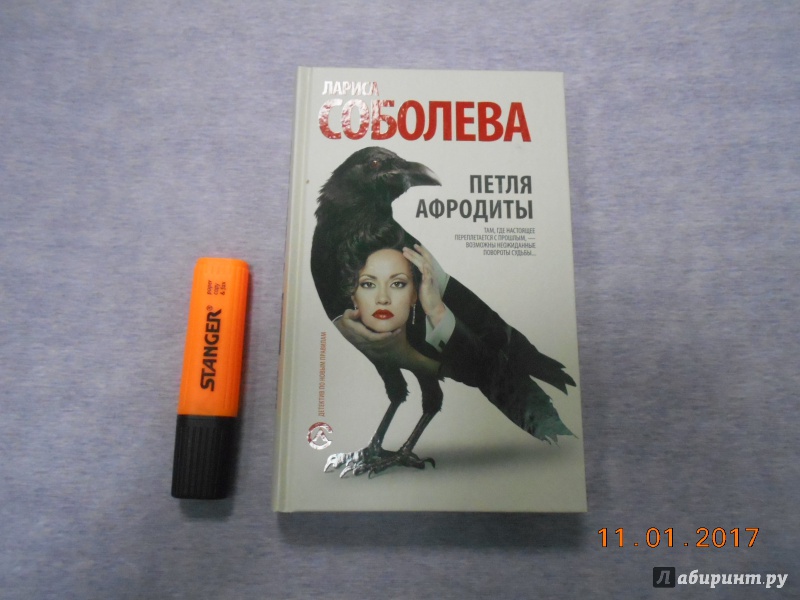 ЛАРИСА
СОБОЛЕВА
ПЕТЛЯ
АФРОДИТЫ
ТАМ, ГДЕ НАСТОЯЩЕЕ
ПЕРЕПЛЕТАЕТСЯ С ПРОШЛЫМ, —
ВОЗМОЖНЫ НЕОЖИДАННЫЕ
ПОВОРОТЫ СУДЬБЫ...
ДЕТЕКТИВ ПО НОВЫМ ПРАВИЛАМ
STANGER®
11.01.2017
Лабиринт.ру